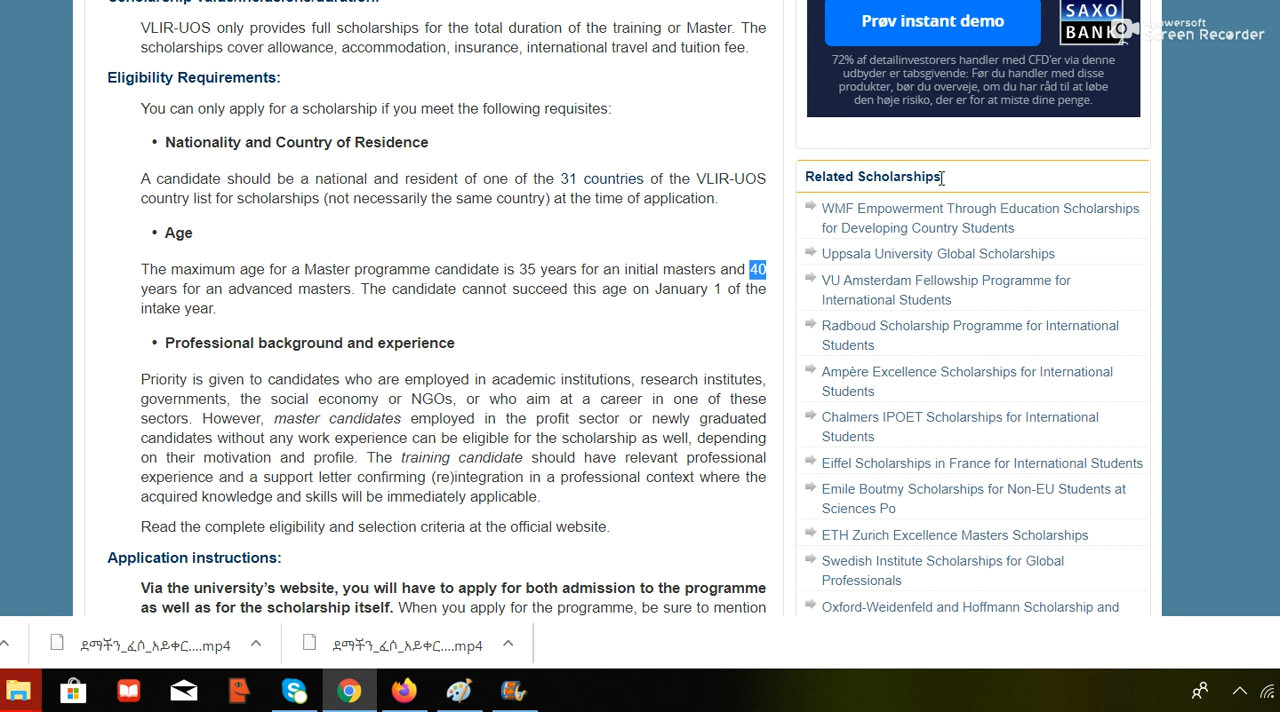 VLIR-UOS only provides full scholarships for the total duration of the training or Master. The
scholarships cover allowance, accommodation, insurance, international travel and tuition fee.
Eligibility Requirements:
You can only apply for a scholarship if you meet the following requisites:
• Nationality and Country of Residence
A candidate should be a national and resident of one of the 31 countries of the VLIR-UOS
country list for scholarships (not necessarily the same country) at the time of application.
• Age
The maximum age for a Master programme candidate is 35 years for an initial masters and 40
years for an advanced masters. The candidate cannot succeed this age on January 1 of the
intake year.
• Professional background and experience
Priority is given to candidates who are employed in academic institutions, research institutes,
governments, the social economy or NGOs, or who aim at a career in one of these
sectors. However, master candidates employed in the profit sector or newly graduated
candidates without any work experience can be eligible for the scholarship as well, depending
on their motivation and profile. The training candidate should have relevant professional
experience and a support letter confirming (re)integration in a professional context where the
acquired knowledge and skills will be immediately applicable.
Read the complete eligibility and selection criteria at the official website.
Application instructions:
Via the university's website, you will have to apply for both admission to the programme
as well as for the scholarship itself. When you apply for the programme, be sure to mention
Prøv instant demo
SAXO
BANK
Screen Recorder
72% af detailinvestorers handler med CFD'er via denne
udbyder er tabsgivende: Før du handler med disse
produkter, bør du overveje, om du har råd til at løbe
den høje risiko, der er for at miste dine penge.
Related Scholarships
WMF Empowerment Through Education Scholarships
for Developing Country Students
Uppsala University Global Scholarships
VU Amsterdam Fellowship Programme for
International Students
Radboud Scholarship Programme for International
Students
Ampère Excellence Scholarships for International
Students
Chalmers IPOET Scholarships for International
Students
Eiffel Scholarships in France for International Students
Emile Boutmy Scholarships for Non-EU Students at
Sciences Po
ETH Zurich Excellence Masters Scholarships
Swedish Institute Scholarships for Global
Professionals
Oxford-Weidenfeld and Hoffmann Scholarship and
ደማችን_ፈሶ_አይቀር....mp4
ደማችን_ፈሶ_አይቀር....mp4